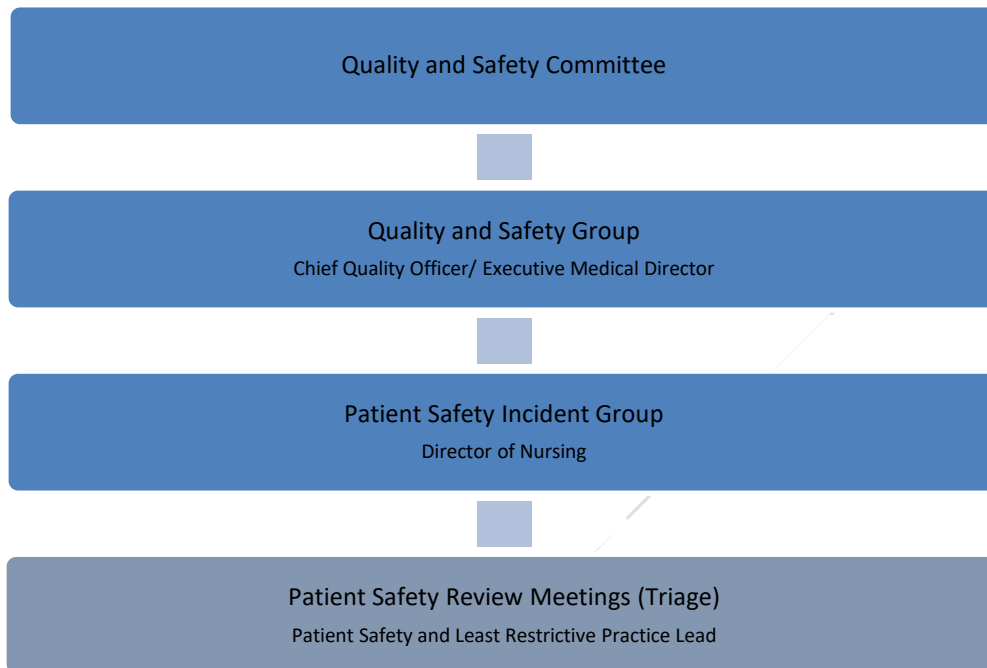 Quality and Safety Committee
Quality and Safety Group
Chief Quality Officer/ Executive Medical Director
Patient Safety Incident Group
Director of Nursing
Patient Safety Review Meetings (Triage)
Patient Safety and Least Restrictive Practice Lead